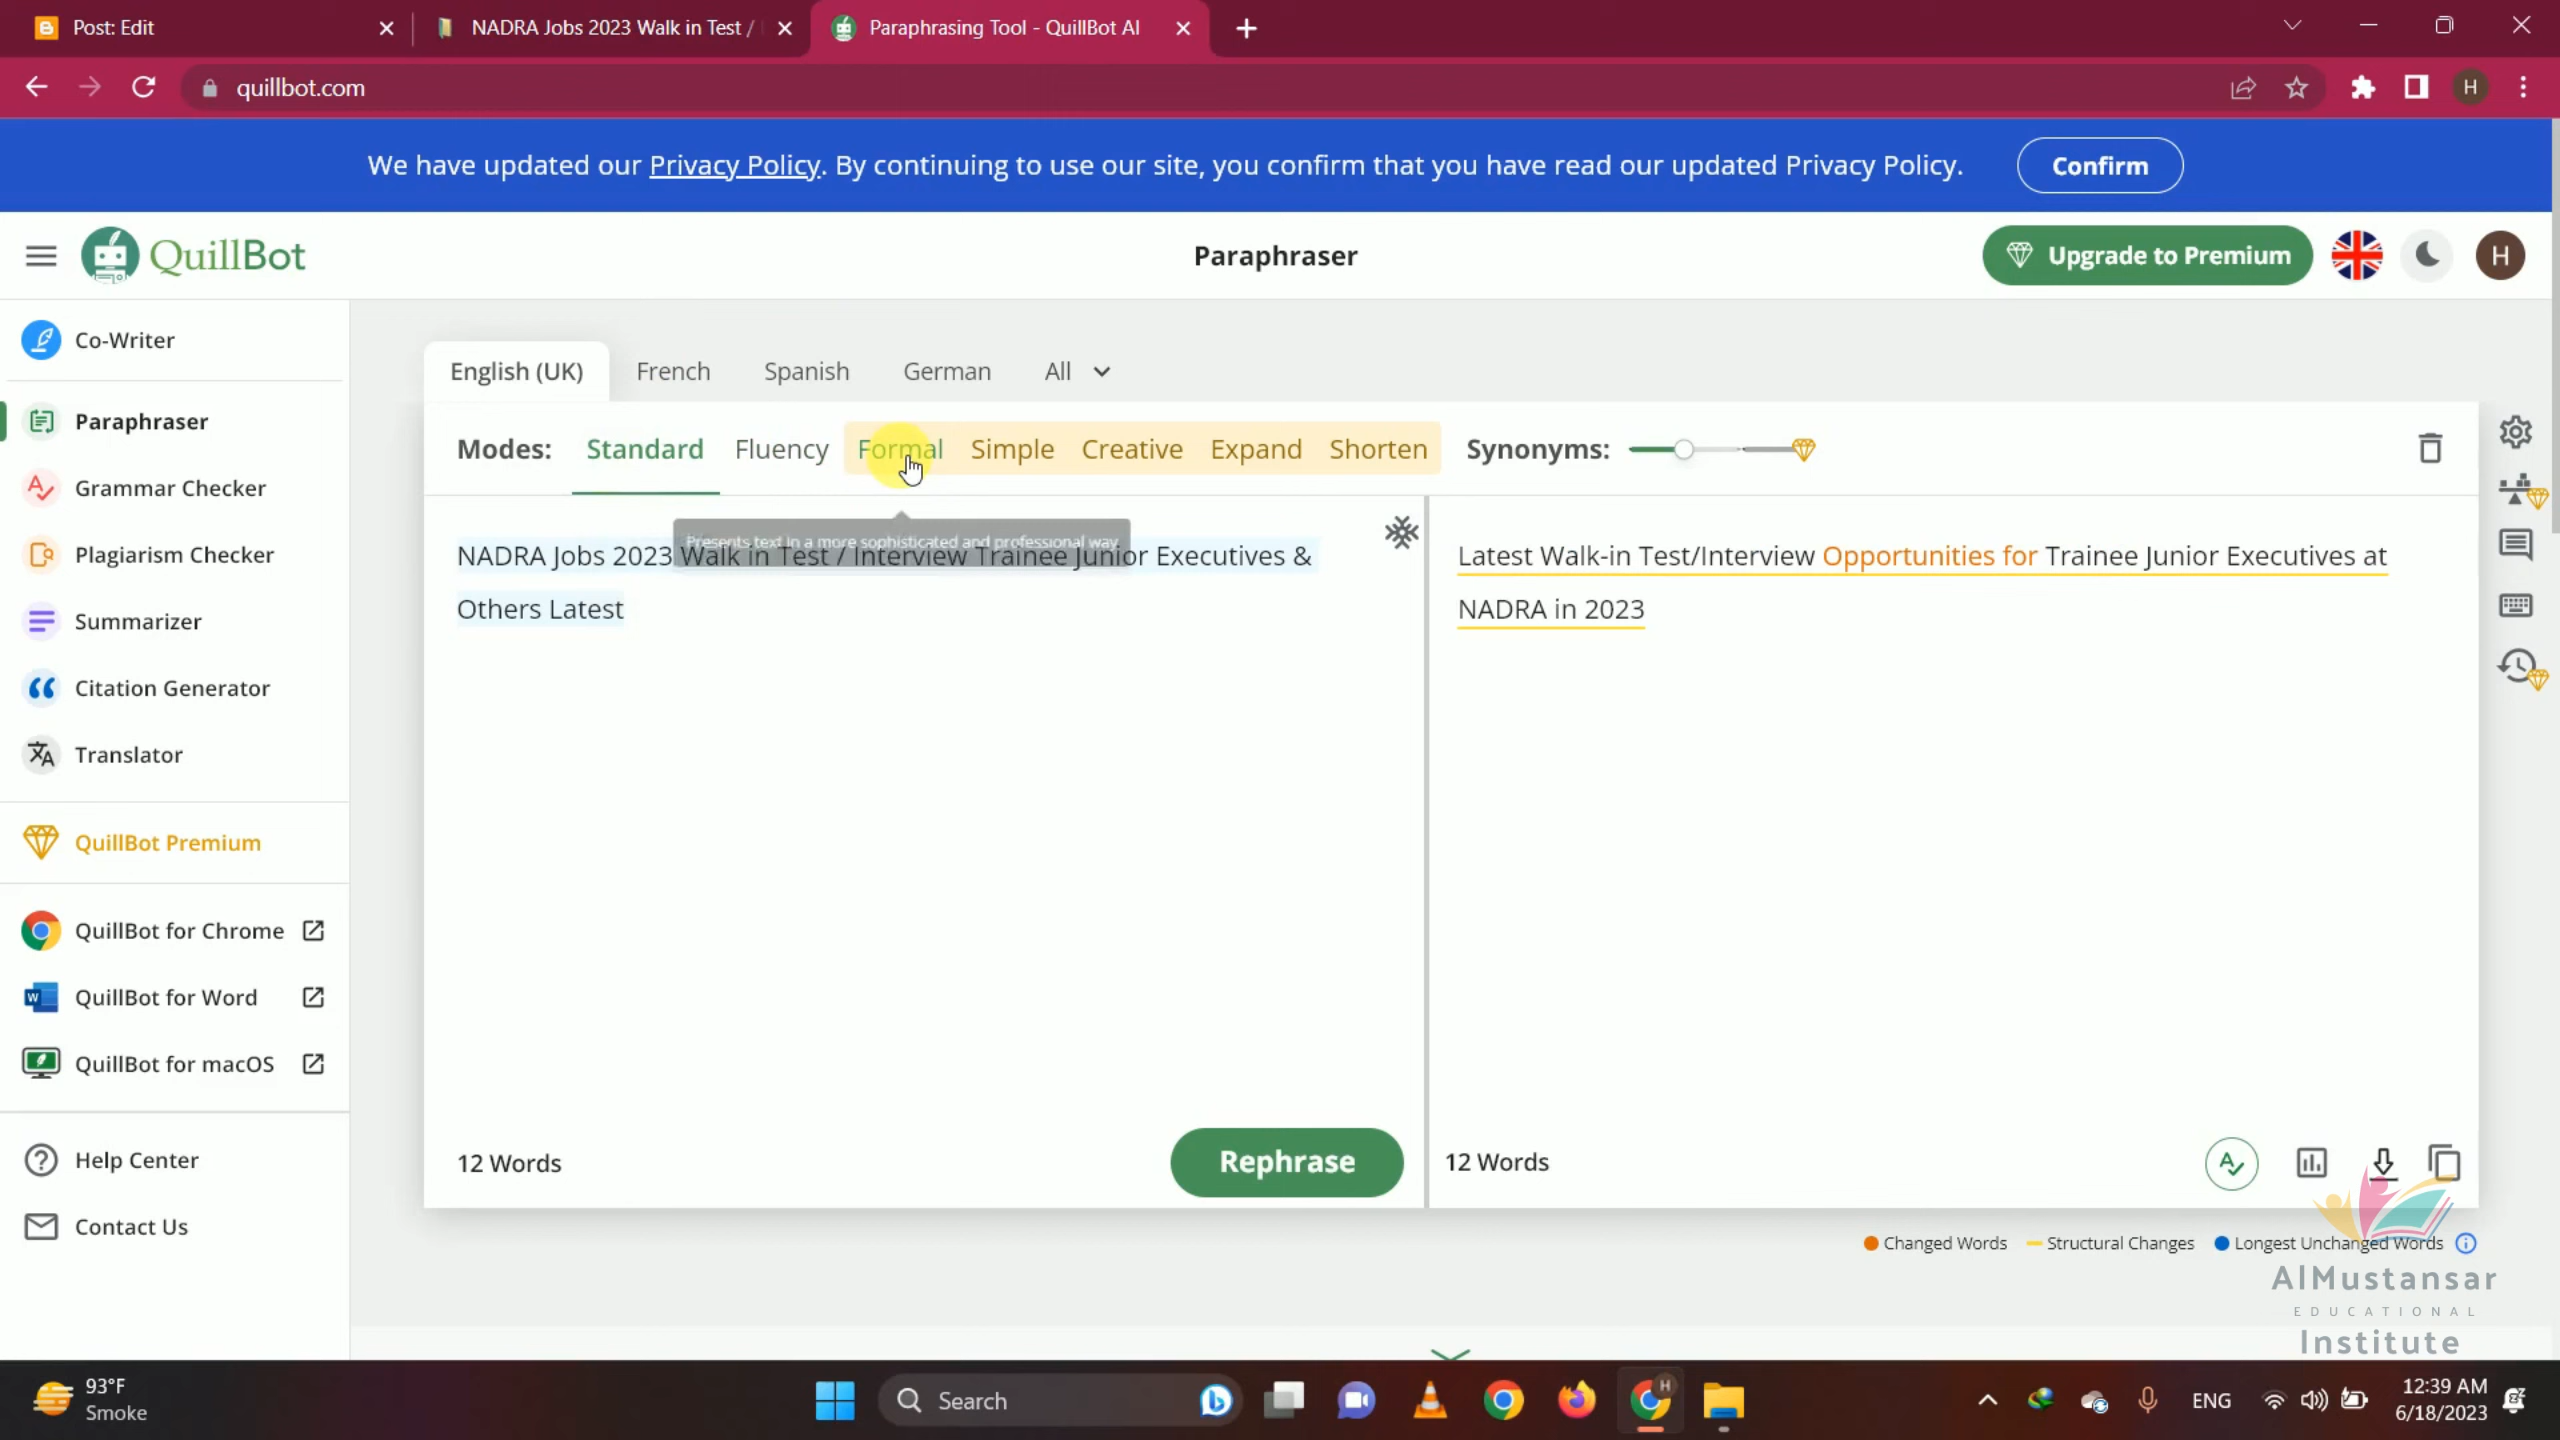 Post: Edit
NADRA Jobs 2023 Walk in Test /
Paraphrasing Tool - QuillBot AI
quillbot.com
H
We have updated our Privacy Policy. By continuing to use our site, you confirm that you have read our updated Privacy Policy.
Confirm
QuillBot
Paraphraser
Upgrade to Premium
H
Co-Writer
Paraphraser
Grammar Checker
Plagiarism Checker
Summarizer
Citation Generator
Translator
QuillBot Premium
QuillBot for Chrome
QuillBot for Word
QuillBot for macOS
Help Center
Contact Us
English (UK) French Spanish German All
Modes: Standard Fluency Formal Simple Creative Expand Shorten Synonyms:
Presents text in a more sophisticated and professional way
NADRA Jobs 2023 Walk in Test / Interview Trainee Junior Executives &
Others Latest
12 Words
Rephrase
Latest Walk-in Test/Interview Opportunities for Trainee Junior Executives at
NADRA in 2023
12 Words
Changed Words Structural Changes Longest Unchanged Words
AlMustansar
EDUCATIONAL
Institute
93°F
Smoke
Search
H
ENG
12:39 AM
6/18/2023